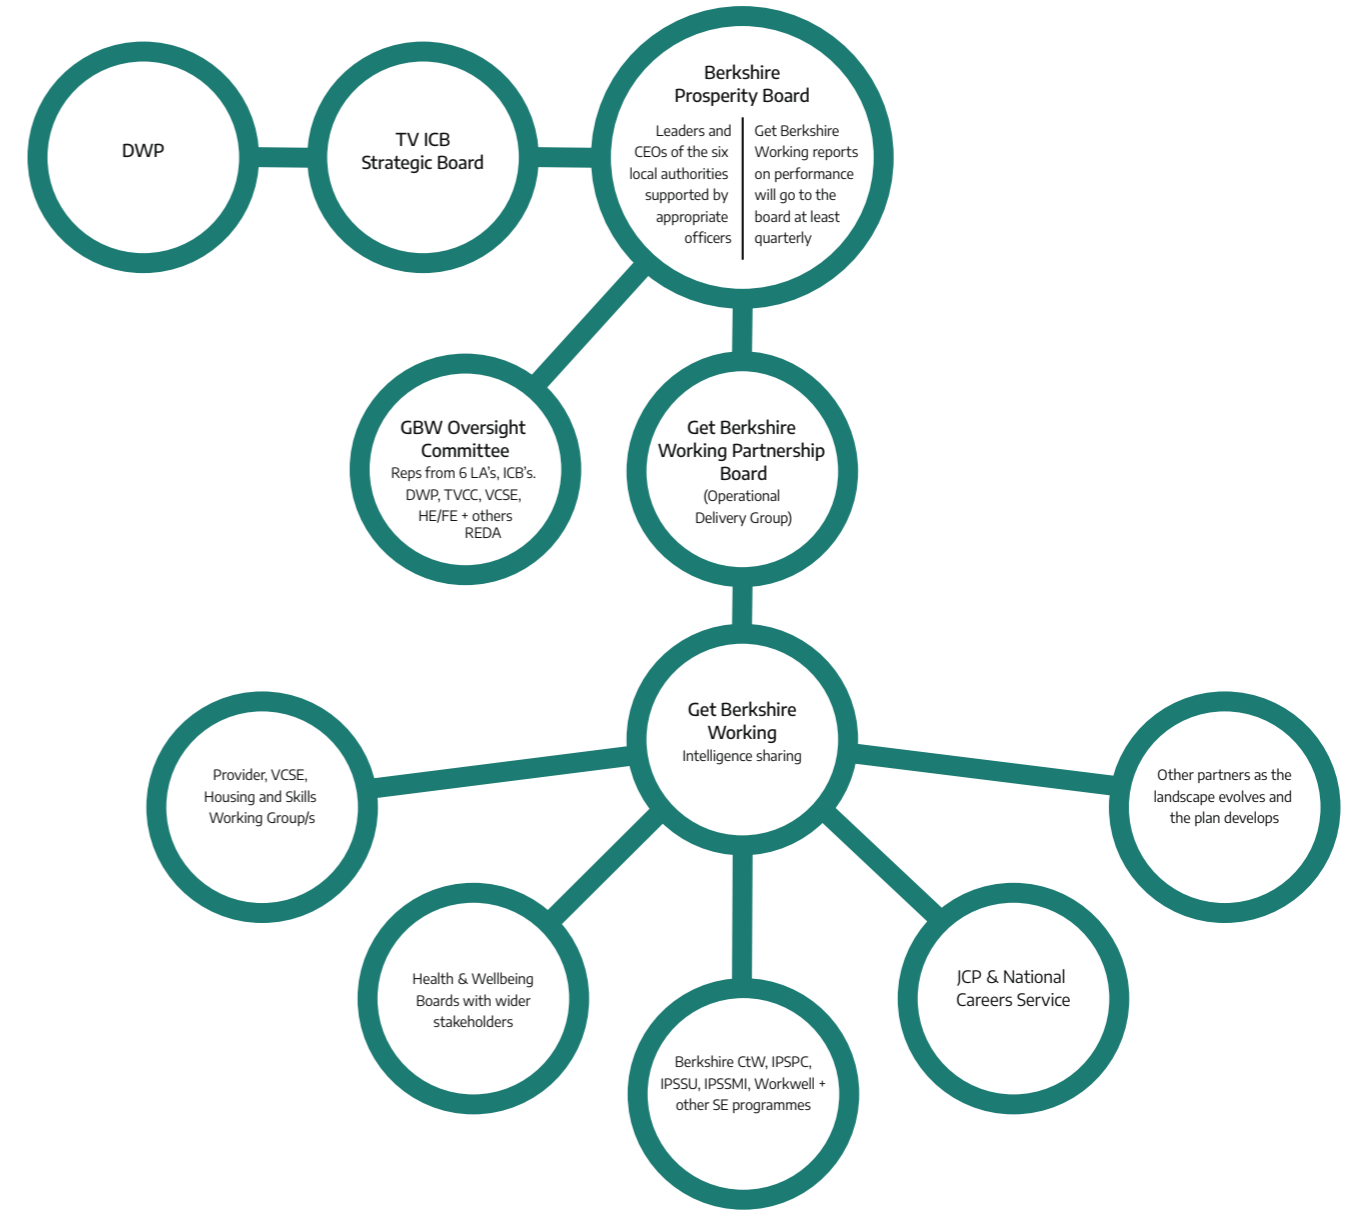 DWP
TV ICB
Strategic Board
Berkshire
Prosperity Board
Leaders and
CEOs of the six
local authorities
supported by
appropriate
officers
Get Berkshire
Working reports
on performance
will go to the
board at least
quarterly
GBW Oversight
Committee
Reps from 6 LA’s, ICB’s.
DWP, TVCC, VCSE,
HE/FE + others
REDA
Get Berkshire
Working Partnership
Board
(Operational
Delivery Group)
Get Berkshire
Working
Intelligence sharing
Provider, VCSE,
Housing and Skills
Working Group/s
Other partners as the
landscape evolves and
the plan develops
Health & Wellbeing
Boards with wider
stakeholders
JCP & National
Careers Service
Berkshire CtW, IPSPC,
IPSSU, IPSSMI, Workwell +
other SE programmes